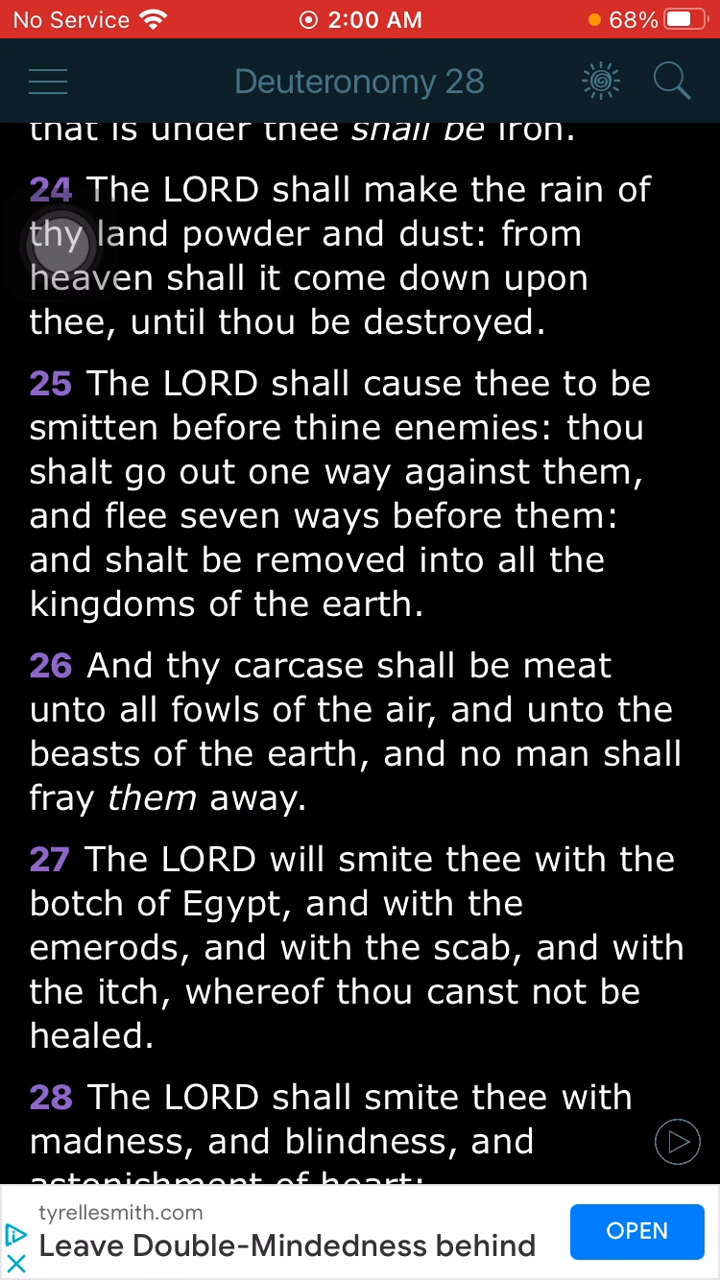 No Service 2:00 AM 68%
Deuteronomy 28
that is under thee shall be iron.
24 The LORD shall make the rain of
thy land powder and dust: from
heaven shall it come down upon
thee, until thou be destroyed.
25 The LORD shall cause thee to be
smitten before thine enemies: thou
shalt go out one way against them,
and flee seven ways before them:
and shalt be removed into all the
kingdoms of the earth.
26 And thy carcase shall be meat
unto all fowls of the air, and unto the
beasts of the earth, and no man shall
fray them away.
27 The LORD will smite thee with the
botch of Egypt, and with the
emerods, and with the scab, and with
the itch, whereof thou canst not be
healed.
28 The LORD shall smite thee with
madness, and blindness, and
astonishment of heart:
tyrellesmith.com
Leave Double-Mindedness behind
OPEN